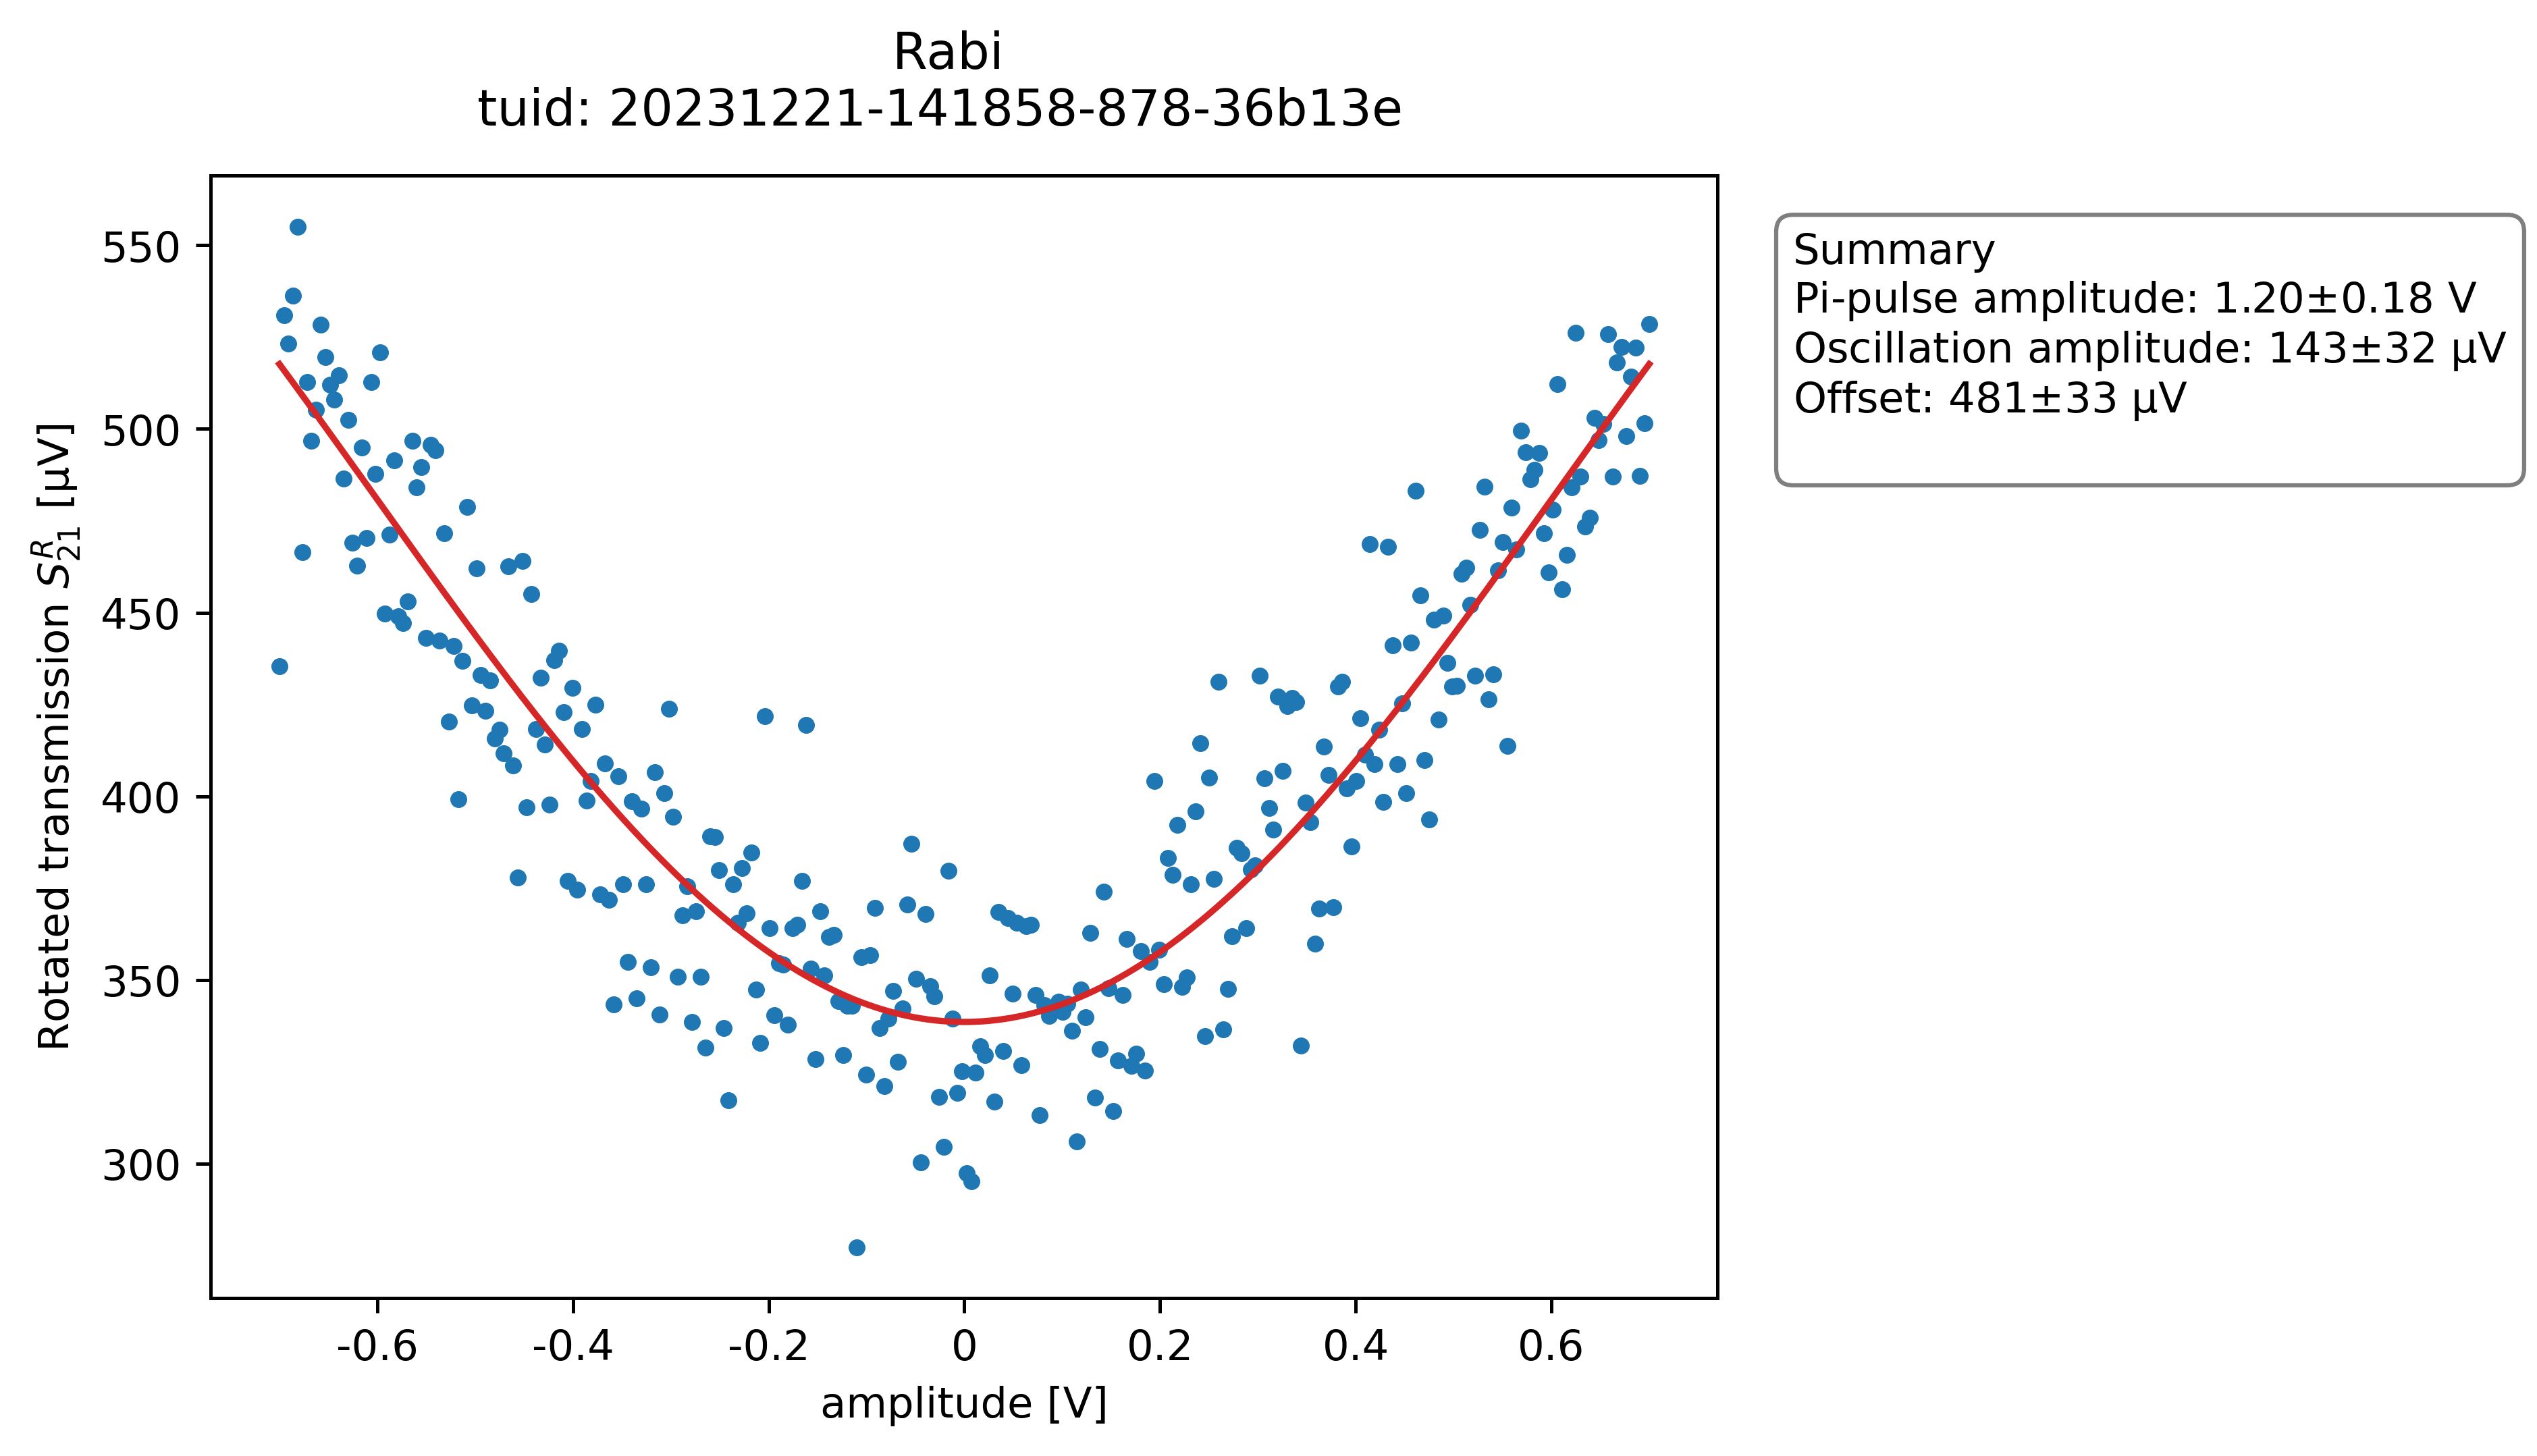 Rabi
tuid: 20231221-141858-878-36b13e
Rotated transmission $S_{21}^{R}$ [μV]
550
500
450
400
350
300
-0.6
-0.4
-0.2
0
0.2
0.4
0.6
amplitude [V]
Summary
Pi-pulse amplitude: 1.20±0.18 V
Oscillation amplitude: 143±32 μV
Offset: 481±33 μV